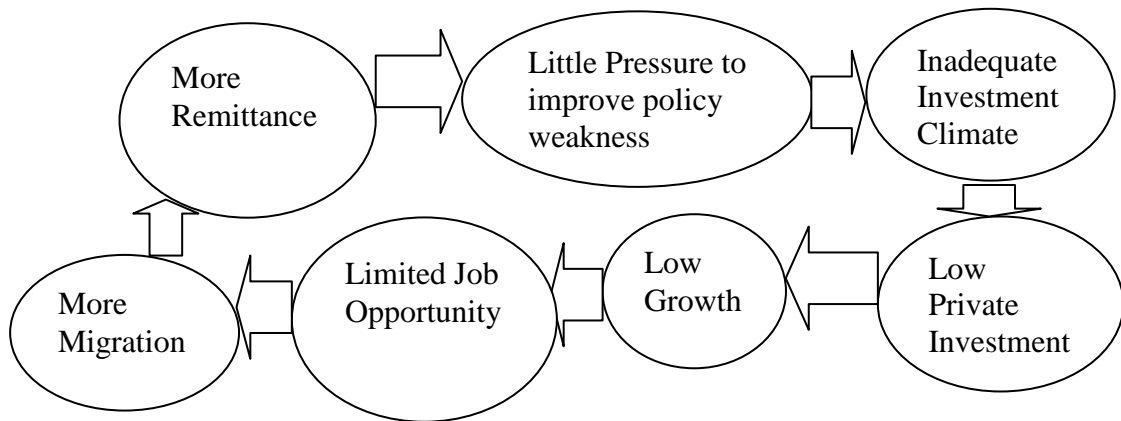 More
Remittance
Little Pressure to
improve policy
weakness
Inadequate
Investment
Climate
Low
Private
Investment
Low
Growth
Limited Job
Opportunity
More
Migration